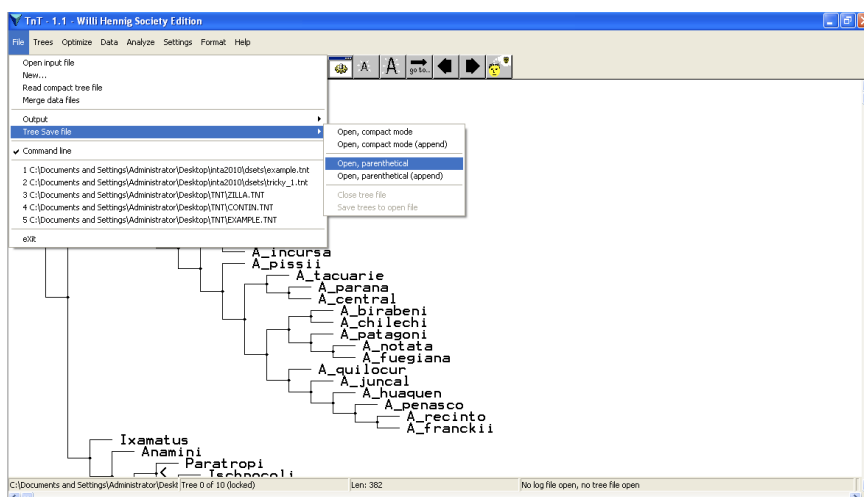 TnT - 1.1 - Willi Hennig Society Edition
File Trees Optimize Data Analyze Settings Format Help
Open input file
New...
Read compact tree file
Merge data files
Output
Tree Save file
Command line
1 C:\Documents and Settings\Administrator\Desktop\inta2010\dsets\example.tnt
2 C:\Documents and Settings\Administrator\Desktop\inta2010\dsets\tricky_1.tnt
3 C:\Documents and Settings\Administrator\Desktop\TNT\ZILLA.TNT
4 C:\Documents and Settings\Administrator\Desktop\TNT\CONTIN.TNT
5 C:\Documents and Settings\Administrator\Desktop\TNT\EXAMPLE.TNT
eXit
A A go to..
Open, compact mode
Open, compact mode (append)
Open, parenthetical
Open, parenthetical (append)
Close tree file
Save trees to open file
A_incursa
A_pissii
A_tacuarie
A_parana
A_central
A_birabeni
A_chilechi
A_patagoni
A_notata
A_fuegiana
A_quilocur
A_juncal
A_huaquen
A_penasco
A_recinto
A_franckii
Ixamatus
Anamini
Paratropi
Ischnocoli
C:\Documents and Settings\Administrator\Deskt Tree 0 of 10 (locked) Len: 382 No log file open, no tree file open